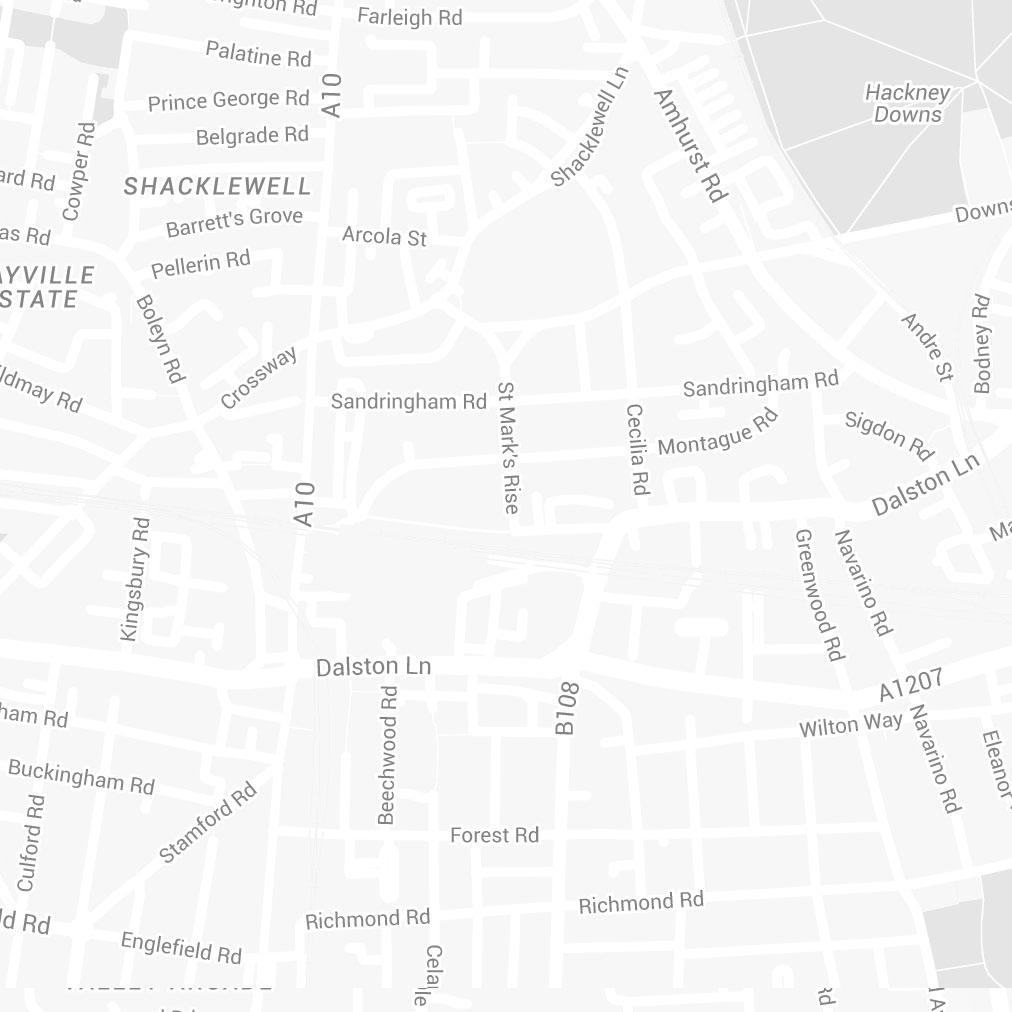 Farleigh Rd
Palatine Rd
A10
Prince George Rd
Belgrade Rd
Cowper Rd
Shacklewell Ln
Amhurst Rd
Hackney
Downs
SHACKLEWELL
Barrett's Grove
Arcola St
Pellerin Rd
Downs
STATE
Boleyn Rd
Crossway
Andre St
Bodney Rd
Sandringham Rd
St Mark's Rise
Sandringham Rd
Cecilia Rd
Montague Rd
Sigdon Rd
Dalston Ln
A10
Kingsbury Rd
Greenwood Rd
Navarino Rd
Dalston Ln
B108
A1207
Wilton Way
Navarino Rd
Eleanor
Beechwood Rd
Buckingham Rd
Stamford Rd
Culford Rd
Forest Rd
Richmond Rd
Richmond Rd
Englefield Rd